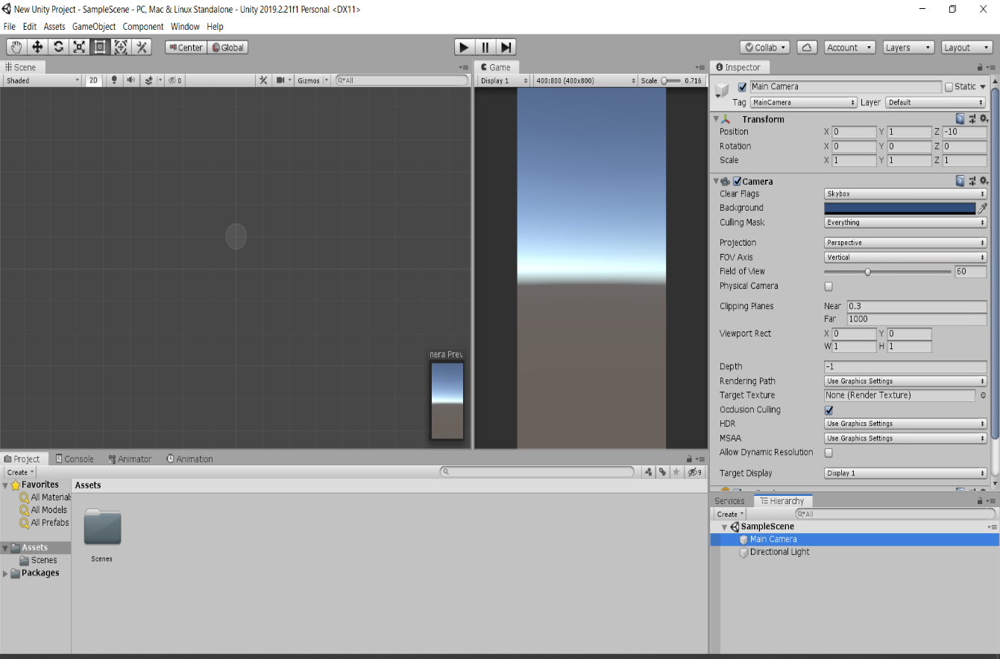 New Unity Project - SampleScene - PC, Mac & Linux Standalone - Unity 2019.2.21f1 Personal <DX11>
File Edit Assets GameObject Component Window Help
Center Global Collab Account Layers Layout
Scene
Shaded 2D 0 Gizmos All
nera Prev
Game
Display 1 400:800 (400x800) Scale 0.716
Inspector
Main Camera Static
Tag MainCamera Layer Default
Transform
Position X 0 Y 1 Z -10
Rotation X 0 Y 0 Z 0
Scale X 1 Y 1 Z 1
Camera
Clear Flags Skybox
Background
Culling Mask Everything
Projection Perspective
FOV Axis Vertical
Field of View 60
Physical Camera
Clipping Planes Near 0.3
Far 1000
Viewport Rect X 0 Y 0
W 1 H 1
Depth -1
Rendering Path Use Graphics Settings
Target Texture None (Render Texture)
Occlusion Culling
HDR Use Graphics Settings
MSAA Use Graphics Settings
Allow Dynamic Resolution
Target Display Display 1
Project Console Animator Animation
Create 9
Favorites
All Material
All Models
All Prefabs
Assets
Scenes
Packages
Assets
Scenes
Services Hierarchy
Create All
SampleScene
Main Camera
Directional Light